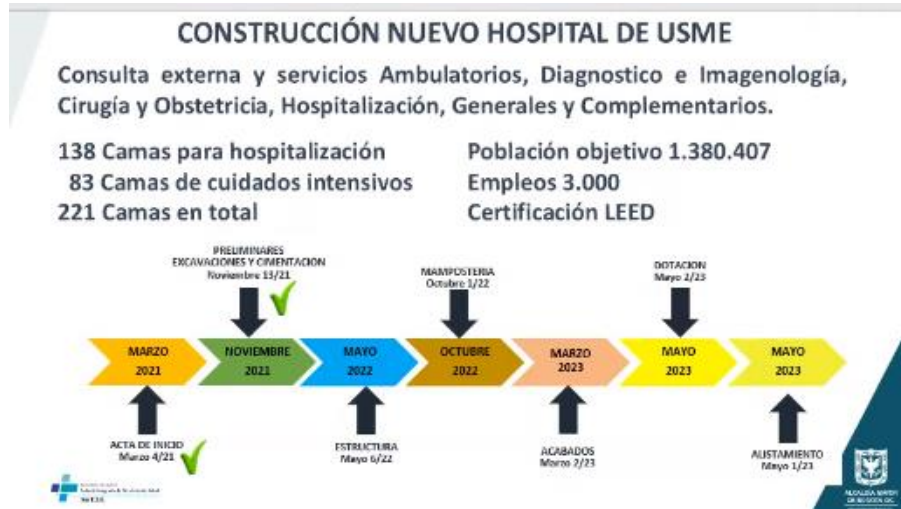 CONSTRUCCIÓN NUEVO HOSPITAL DE USME
Consulta externa y servicios Ambulatorios, Diagnostico e Imagenología,
Cirugía y Obstetricia, Hospitalización, Generales y Complementarios.
138 Camas para hospitalización
83 Camas de cuidados intensivos
221 Camas en total
Población objetivo 1.380.407
Empleos 3.000
Certificación LEED
PRELIMINARES
EXCAVACIONES Y CIMENTACION
Noviembre 13/21
MAMPOSTERIA
Octubre 1/22
DOTACION
Mayo 2/23
MARZO
2021
NOVIEMBRE
2021
MAYO
2022
OCTUBRE
2022
MARZO
2023
MAYO
2023
MAYO
2023
ACTA DE INICIO
Marzo 4/21
ESTRUCTURA
Mayo 6/22
ACABADOS
Marzo 2/23
ALISTAMIENTO
Mayo 1/23
ALCALDÍA MAYOR
DE BOGOTÁ D.C.